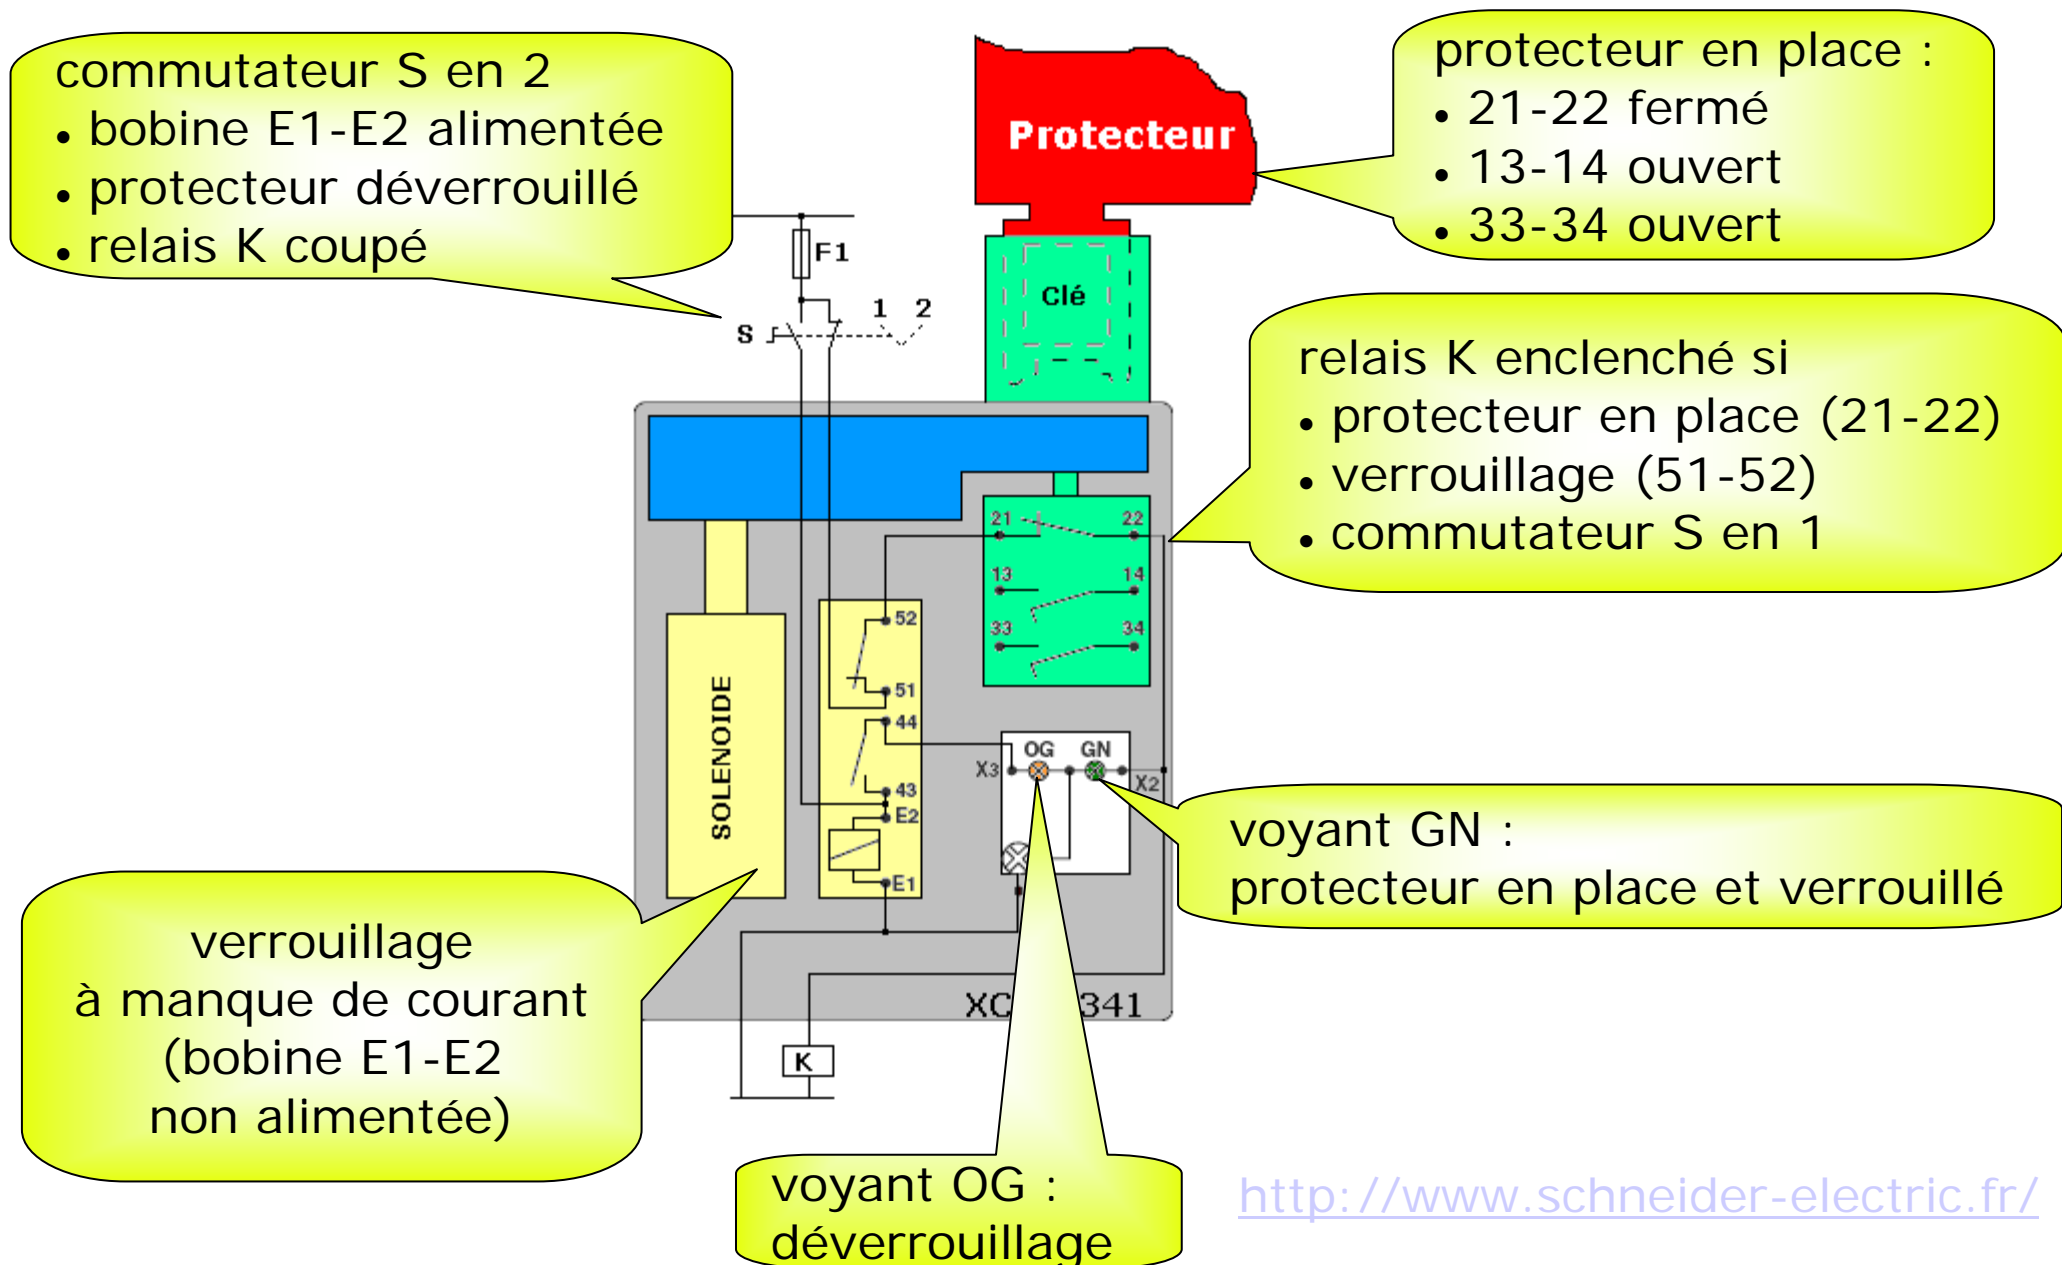 commutateur S en 2
• bobine E1-E2 alimentée
• protecteur déverrouillé
• relais K coupé
Protecteur
protecteur en place :
• 21-22 fermé
• 13-14 ouvert
• 33-34 ouvert
F1
S
1 2
Clé
relais K enclenché si
• protecteur en place (21-22)
• verrouillage (51-52)
• commutateur S en 1
21 22
13 14
33 34
SOLENOIDE
52
51
44
43
E2
E1
OG GN
X3
X2
voyant GN :
protecteur en place et verrouillé
verrouillage
à manque de courant
(bobine E1-E2
non alimentée)
XC 341
K
voyant OG :
déverrouillage
http://www.schneider-electric.fr/